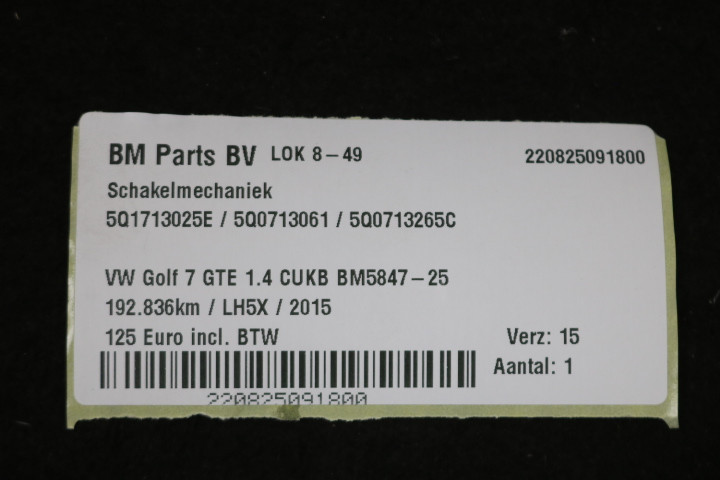 BM Parts BV LOK 8-49 220825091800
Schakelmechaniek
5Q1713025E / 5Q0713061 / 5Q0713265C
VW Golf 7 GTE 1.4 CUKB BM5847-25
192.836km / LH5X / 2015
125 Euro incl. BTW Verz: 15
Aantal: 1
220825091800